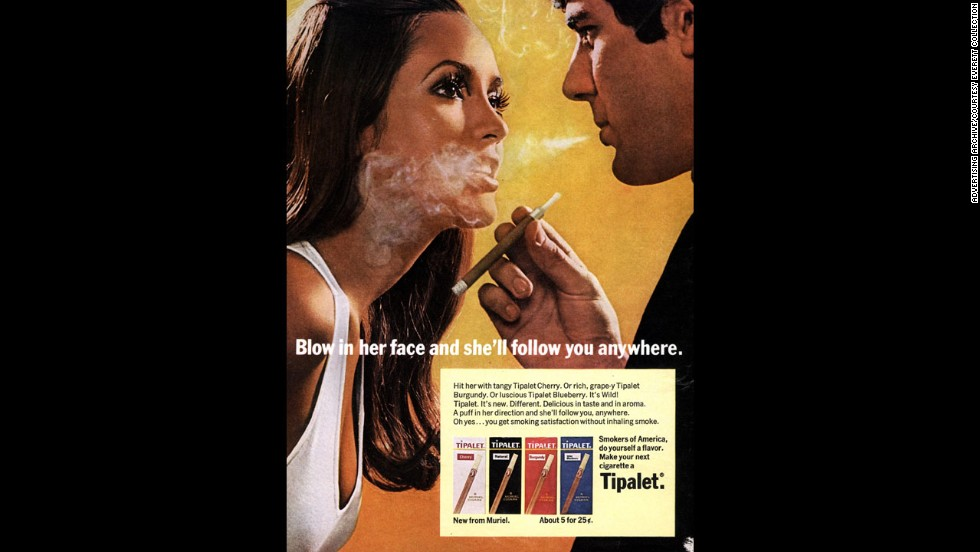 Blow in her face and she'll follow you anywhere.
Hit her with tangy Tipalet Cherry. Or rich, grape-y Tipalet
Burgundy. Or luscious Tipalet Blueberry. It's Wild!
Tipalet. It's new. Different. Delicious in taste and in aroma.
A puff in her direction and she'll follow you, anywhere.
Oh yes... you get smoking satisfaction without inhaling smoke.
TIPALET
Cherry
TIPALET
Natural
TIPALET
Burgundy
TIPALET
Smokers of America,
do yourself a flavor.
Make your next
cigarette a
Tipalet.®
New from Muriel.
About 5 for 25¢.
ADVERTISING ARCHIVE/COURTESY EVERETT COLLECTION